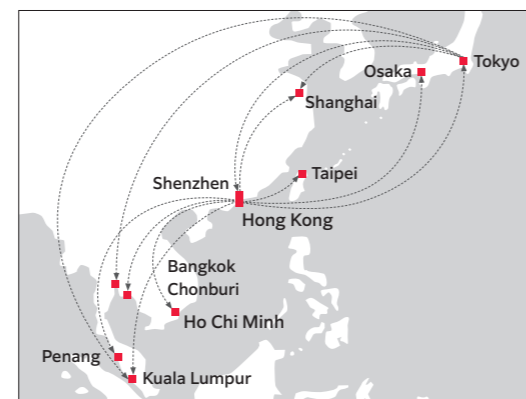 Osaka
Tokyo
Shanghai
Taipei
Shenzhen
Hong Kong
Bangkok
Chonburi
Ho Chi Minh
Penang
Kuala Lumpur